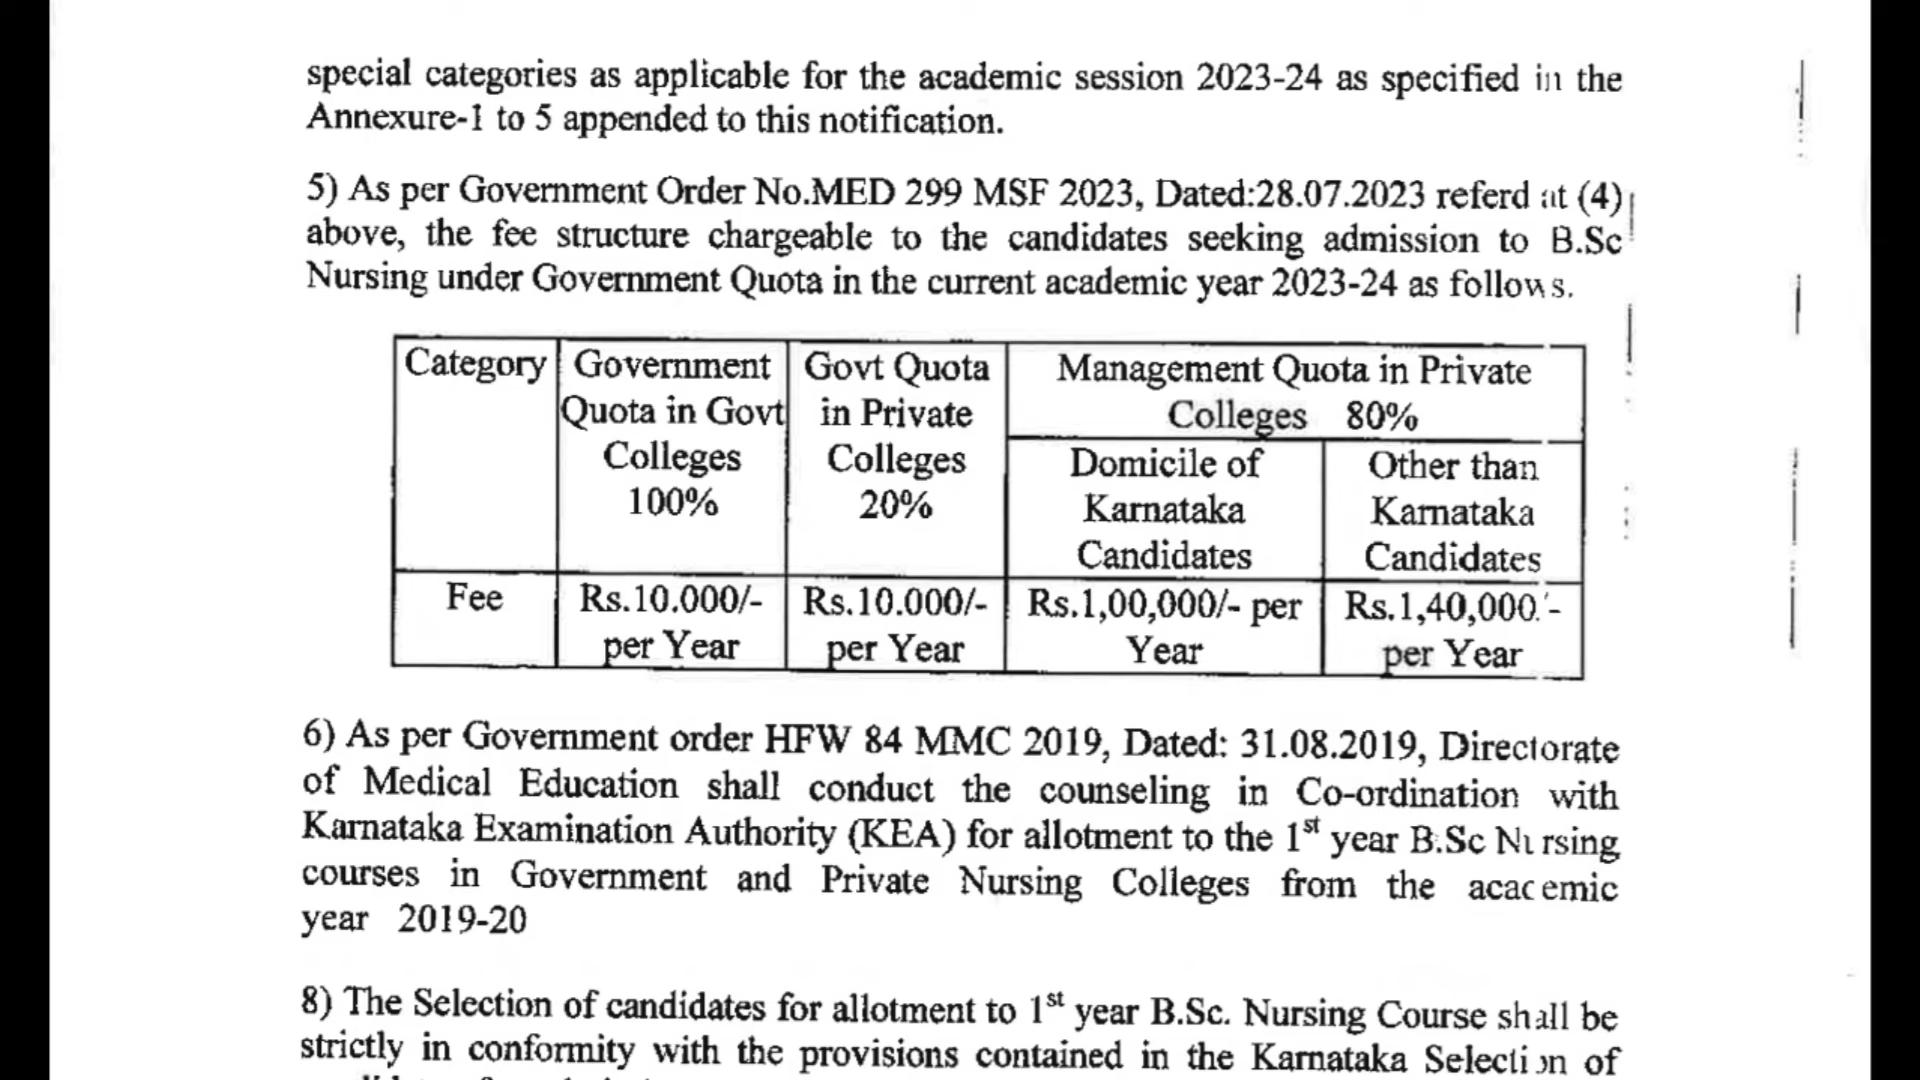 special categories as applicable for the academic session 2023-24 as specified in the
Annexure-1 to 5 appended to this notification.
5) As per Government Order No.MED 299 MSF 2023, Dated:28.07.2023 referd at (4)
above, the fee structure chargeable to the candidates seeking admission to B.Sc
Nursing under Government Quota in the current academic year 2023-24 as follows.
Category
Government
Quota in Govt
Colleges
100%
Govt Quota
in Private
Colleges
20%
Management Quota in Private
Colleges 80%
Domicile of
Karnataka
Candidates
Other than
Karnataka
Candidates
Fee
Rs.10.000/-
per Year
Rs.10.000/-
per Year
Rs.1,00,000/- per
Year
Rs.1,40,000/-
per Year
6) As per Government order HFW 84 MMC 2019, Dated: 31.08.2019, Directorate
of Medical Education shall conduct the counseling in Co-ordination with
Karnataka Examination Authority (KEA) for allotment to the 1st year B.Sc Nursing
courses in Government and Private Nursing Colleges from the academic
year 2019-20
8) The Selection of candidates for allotment to 1st year B.Sc. Nursing Course shall be
strictly in conformity with the provisions contained in the Karnataka Selection of